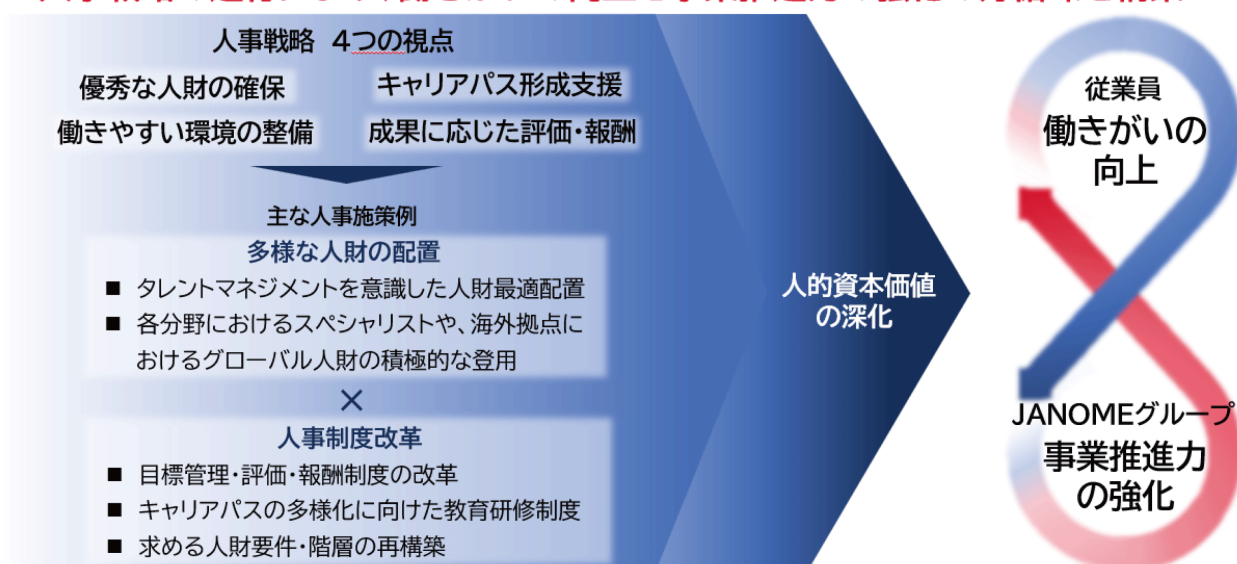 人事戦略 4つの視点
優秀な人財の確保
キャリアパス形成支援
働きやすい環境の整備
成果に応じた評価・報酬
主な人事施策例
多様な人財の配置
■ タレントマネジメントを意識した人財最適配置
■ 各分野におけるスペシャリストや、海外拠点に
おけるグローバル人財の積極的な登用
×
人事制度改革
■ 目標管理・評価・報酬制度の改革
■ キャリアパスの多様化に向けた教育研修制度
■ 求める人財要件・階層の再構築
人的資本価値
の深化
従業員
働きがいの
向上
JANOMEグループ
事業推進力
の強化